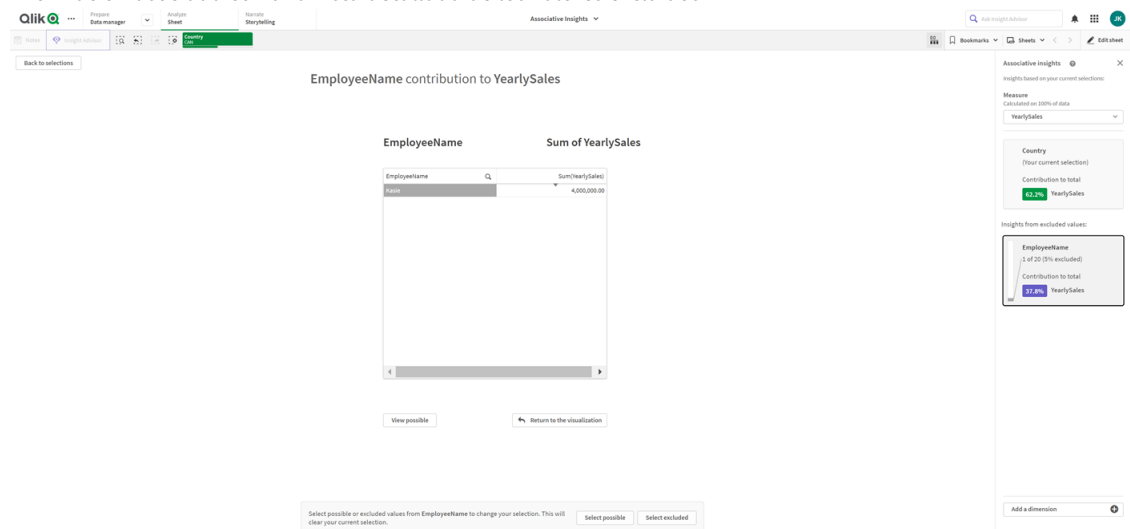 Qlik
Prepare
Data manager
Analyze
Sheet
Narrate
Storytelling
Associative Insights
Ask Insight Advisor
JK
Notes
Insight Advisor
Country
CAN
Bookmarks
Sheets
Edit sheet
Back to selections
EmployeeName contribution to YearlySales
EmployeeName
Sum of YearlySales
EmployeeName
Sum(YearlySales)
Kasie
4,000,000.00
View possible
Return to the visualization
Select possible or excluded values from EmployeeName to change your selection. This will
clear your current selection.
Select possible
Select excluded
Associative insights
Insights based on your current selections:
Measure
Calculated on 100% of data
YearlySales
Country
(Your current selection)
Contribution to total
62.2% YearlySales
Insights from excluded values:
EmployeeName
1 of 20 (5% excluded)
Contribution to total
37.8% YearlySales
Add a dimension